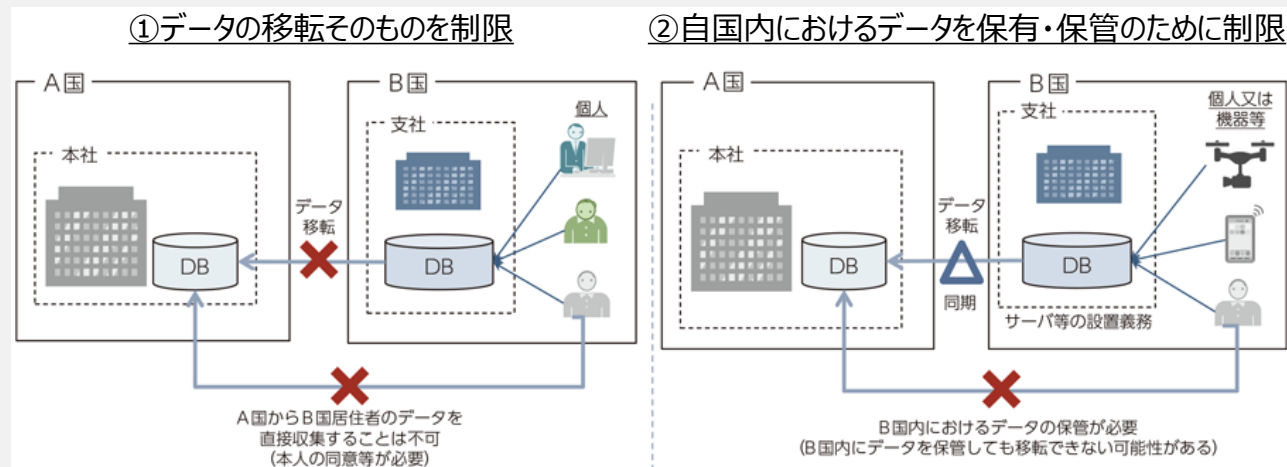 ①データの移転そのものを制限
A国
本社
DB
データ
移転
B国
支社
DB
個人
A国からB国居住者のデータを
直接収集することは不可
(本人の同意等が必要)
②自国内におけるデータを保有・保管のために制限
A国
本社
DB
データ
移転
同期
B国
支社
DB
サーバ等の設置義務
個人又は
機器等
B国内におけるデータの保管が必要
(B国内にデータを保管しても移転できない可能性がある)